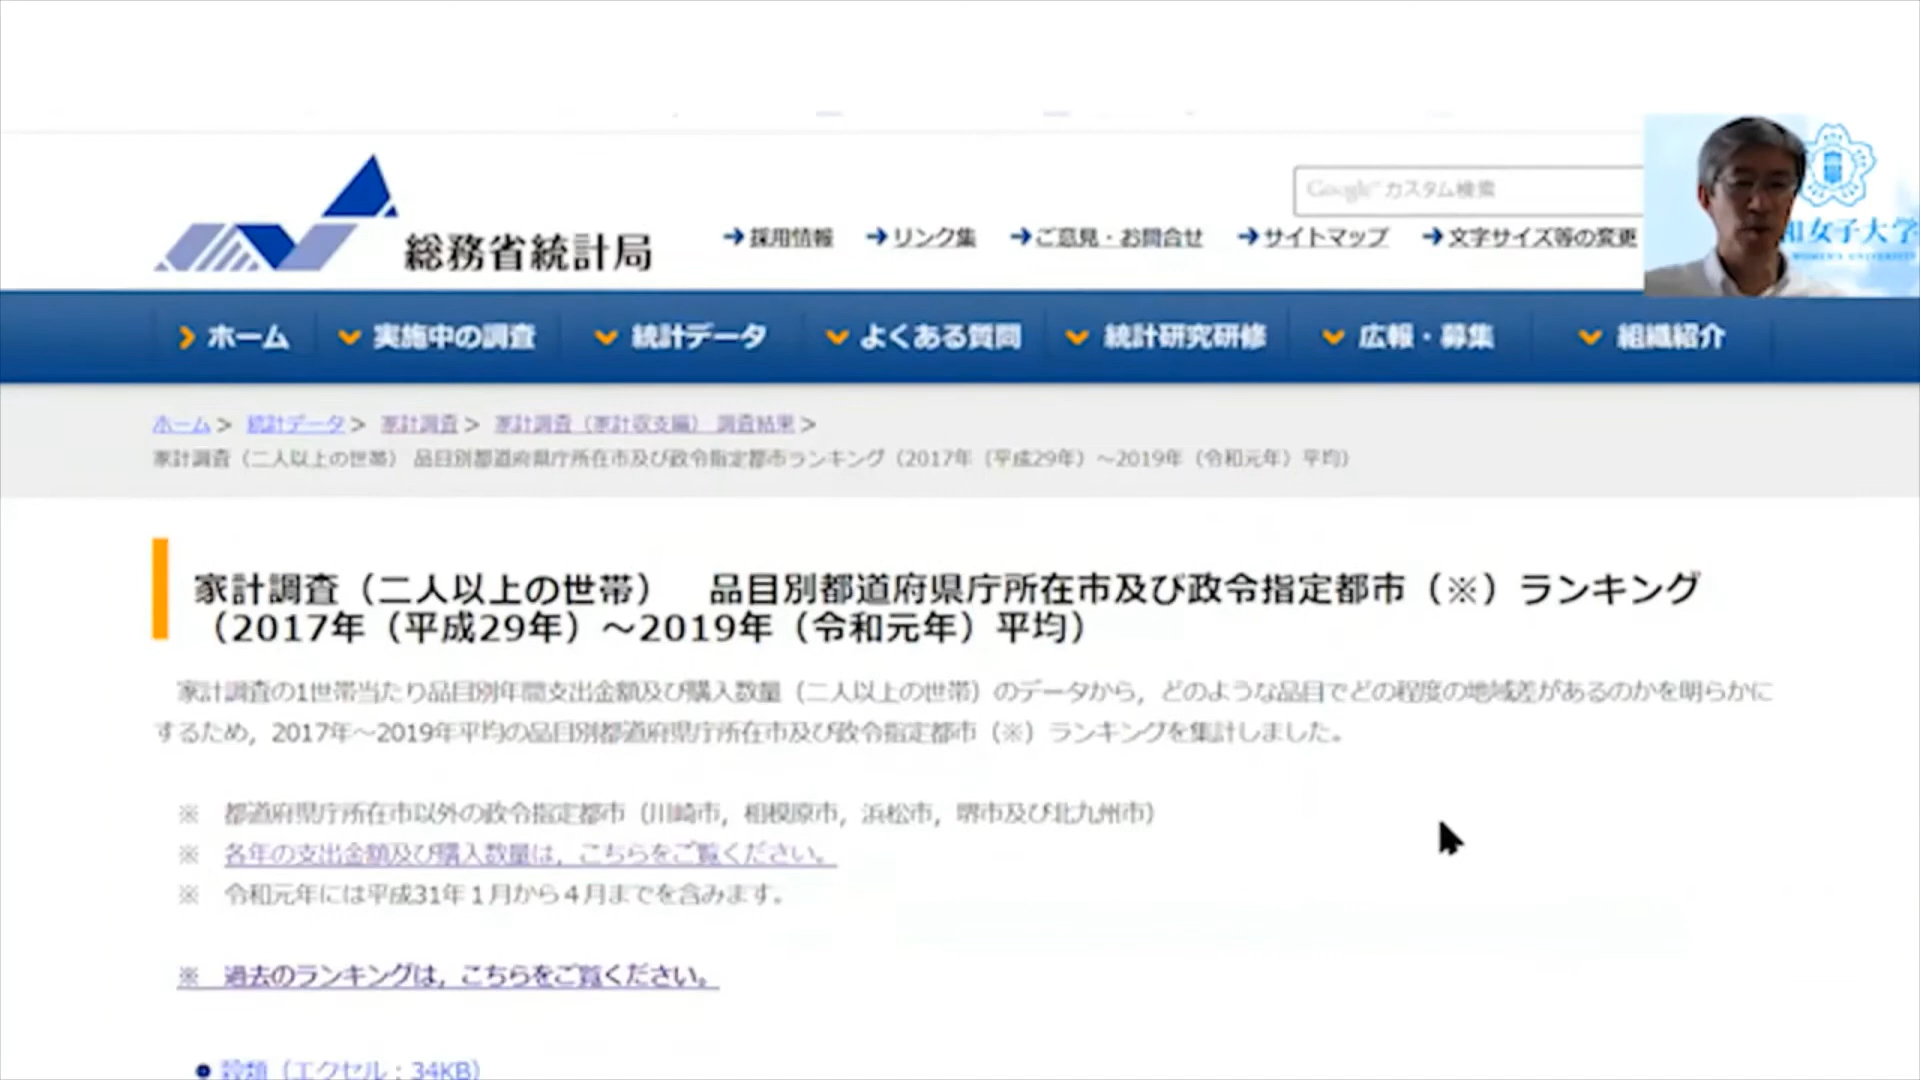 Google カスタム検索
総務省統計局
採用情報 リンク集 ご意見・お問合せ サイトマップ 文字サイズ等の変更
和女子大学
WOMEN'S UNIVERSITY
ホーム 実施中の調査 統計データ よくある質問 統計研究研修 広報・募集 組織紹介
ホーム > 統計データ > 家計調査 > 家計調査（家計収支編） 調査結果 >
家計調査（二人以上の世帯） 品目別都道府県庁所在市及び政令指定都市ランキング（2017年（平成29年）～2019年（令和元年）平均）
家計調査（二人以上の世帯） 品目別都道府県庁所在市及び政令指定都市（※）ランキング
（2017年（平成29年）～2019年（令和元年）平均）
家計調査の1世帯当たり品目別年間支出金額及び購入数量（二人以上の世帯）のデータから，どのような品目でどの程度の地域差があるのかを明らかに
するため，2017年～2019年平均の品目別都道府県庁所在市及び政令指定都市（※）ランキングを集計しました。
※ 都道府県庁所在市以外の政令指定都市（川崎市，相模原市，浜松市，堺市及び北九州市）
※ 各年の支出金額及び購入数量は，こちらをご覧ください。
※ 令和元年には平成31年１月から４月までを含みます。
※ 過去のランキングは，こちらをご覧ください。
● 穀類（エクセル：34KB）